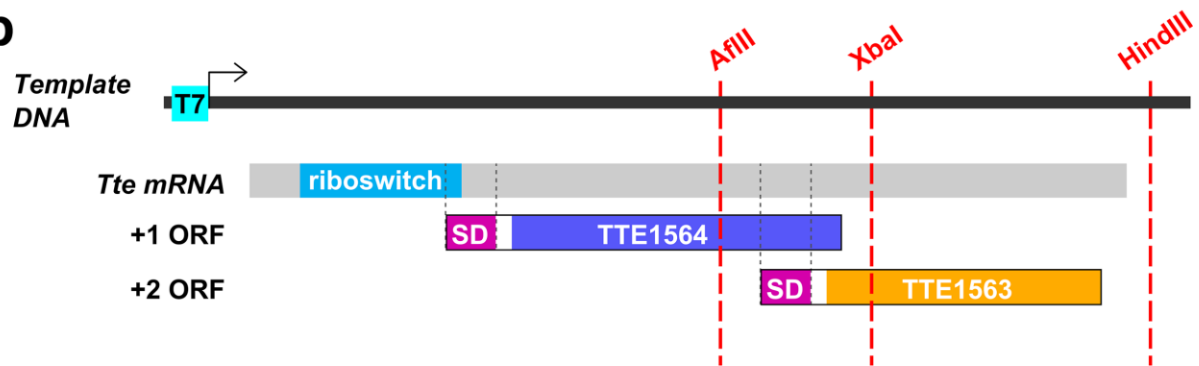 b
AflII
XbaI
HindIII
Template
DNA
T7
Tte mRNA
riboswitch
+1 ORF
SD
TTE1564
+2 ORF
SD
TTE1563